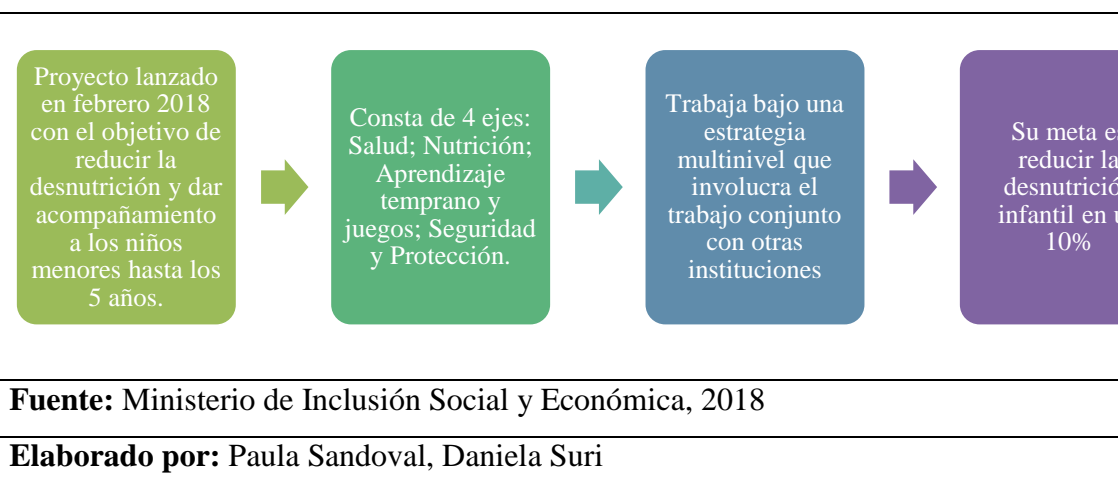 Proyecto lanzado
en febrero 2018
con el objetivo de
reducir la
desnutrición y dar
acompañamiento
a los niños
menores hasta los
5 años.
Consta de 4 ejes:
Salud; Nutrición;
Aprendizaje
temprano y
juegos; Seguridad
y Protección.
Trabaja bajo una
estrategia
multinivel que
involucra el
trabajo conjunto
con otras
instituciones
Su meta
reducir la
infantil en
10%
Fuente: Ministerio de Inclusión Social y Económica, 2018
Elaborado por: Paula Sandoval, Daniela Suri